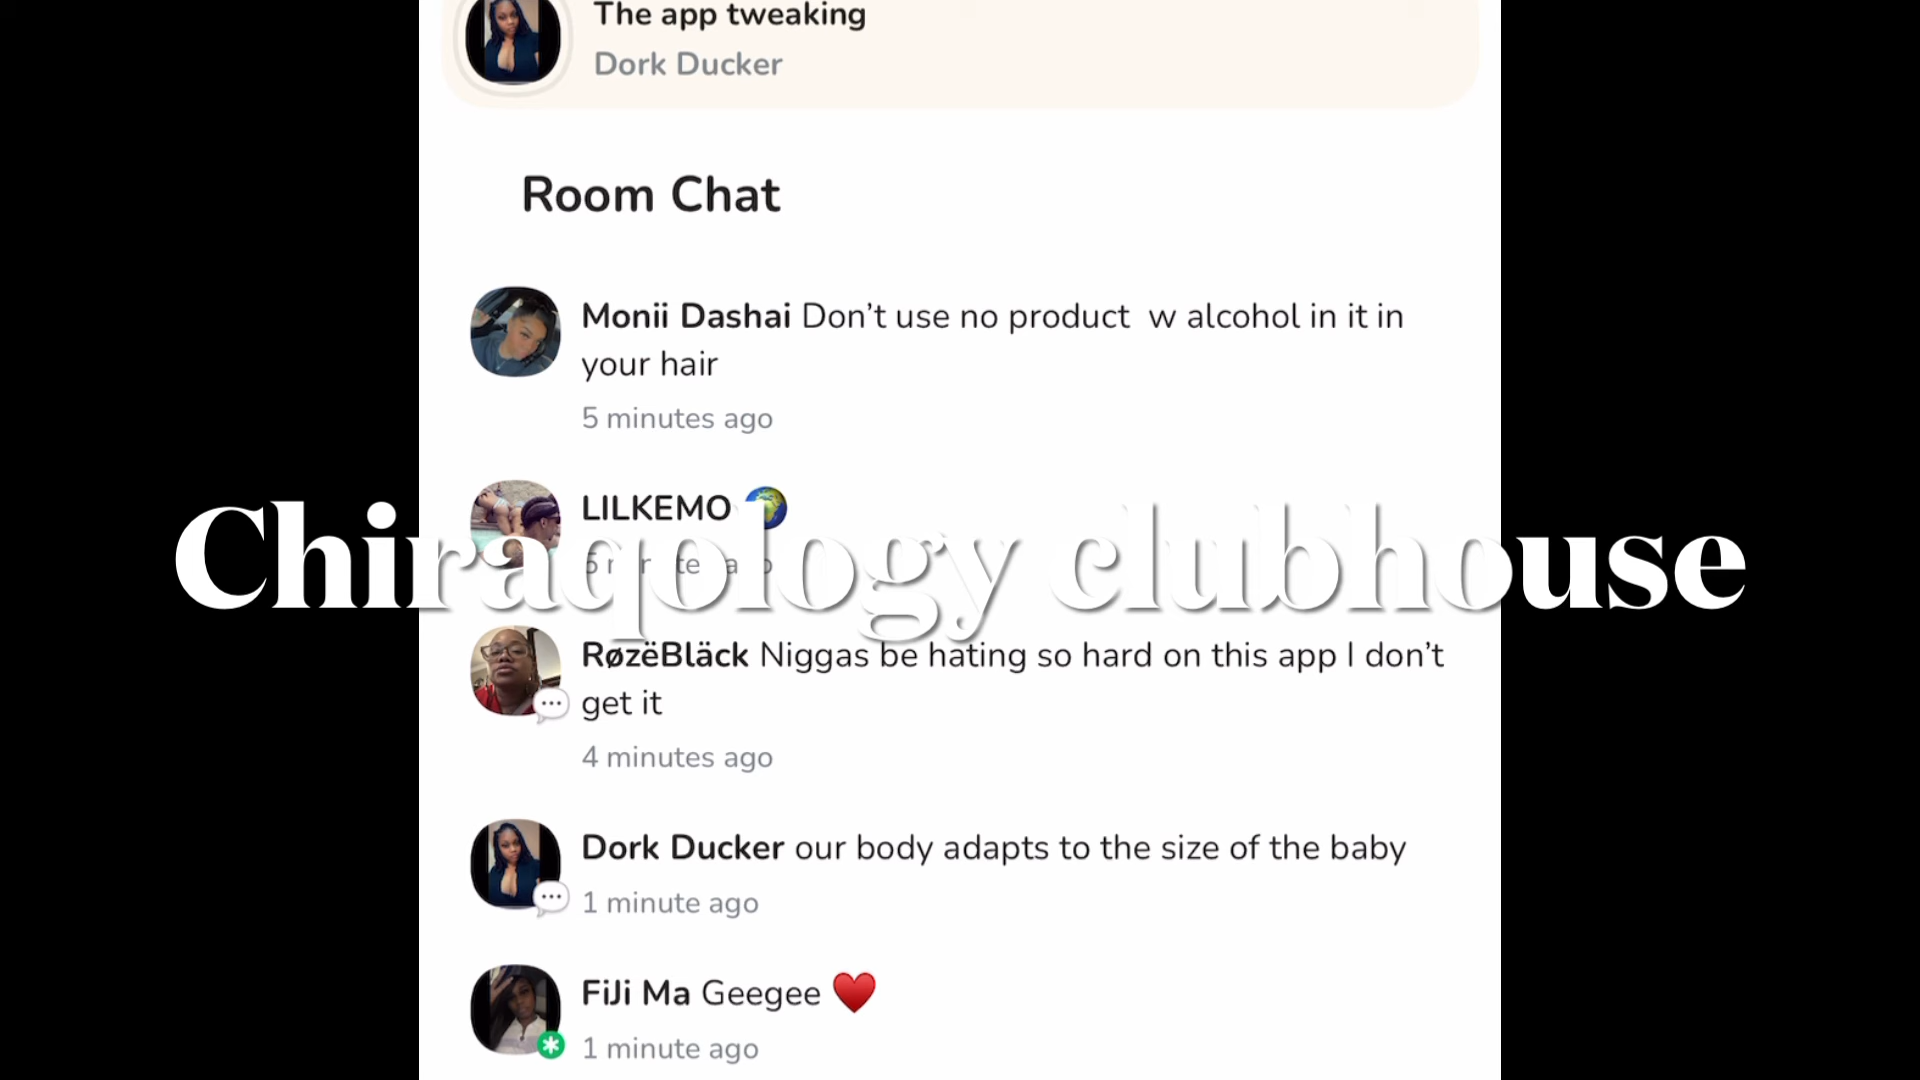 The app tweaking
Dork Ducker
Room Chat
Monii Dashai Don’t use no product w alcohol in it in
your hair
5 minutes ago
LILKEMO 🌍
Chiraqology clubhouse
RøzëBläck Niggas be hating so hard on this app I don’t
get it
4 minutes ago
Dork Ducker our body adapts to the size of the baby
1 minute ago
FiJi Ma Geegee ♥️
1 minute ago